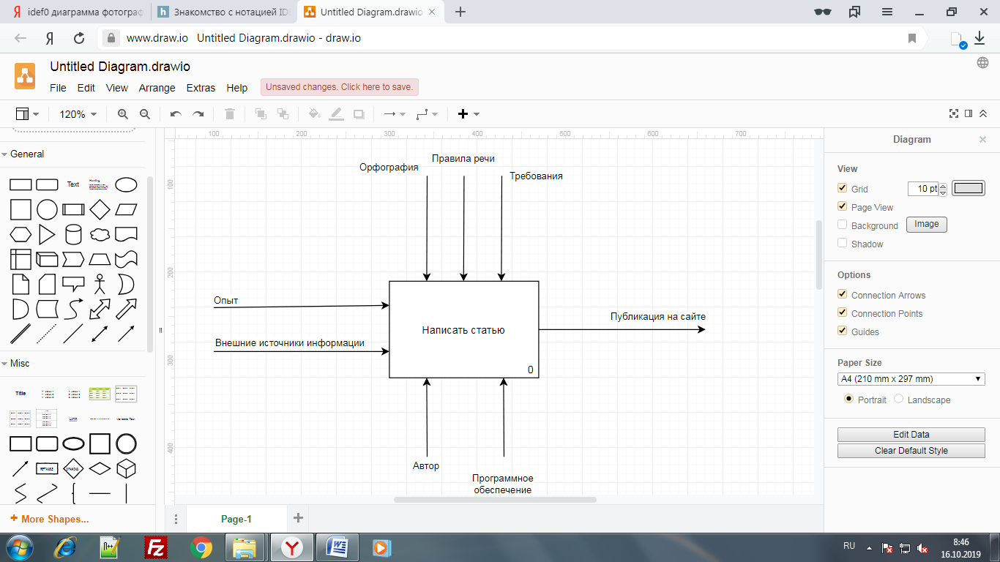 idef0 диаграмма фотограф
Знакомство с нотацией IDE
Untitled Diagram.drawio
www.draw.io Untitled Diagram.drawio - draw.io
Untitled Diagram.drawio
File Edit View Arrange Extras Help
Unsaved changes. Click here to save.
120%
General
Text
Heading
Misc
Title
Link
More Shapes...
100 200 300 400 500 600 700
100
200
300
400
Правила речи
Орфография
Требования
Опыт
Публикация на сайте
Написать статью
Внешние источники информации
0
Автор
Программное
обеспечение
Page-1
Diagram
View
Grid 10 pt
Page View
Background Image
Shadow
Options
Connection Arrows
Connection Points
Guides
Paper Size
A4 (210 mm x 297 mm)
Portrait Landscape
Edit Data
Clear Default Style
RU
8:46
16.10.2019